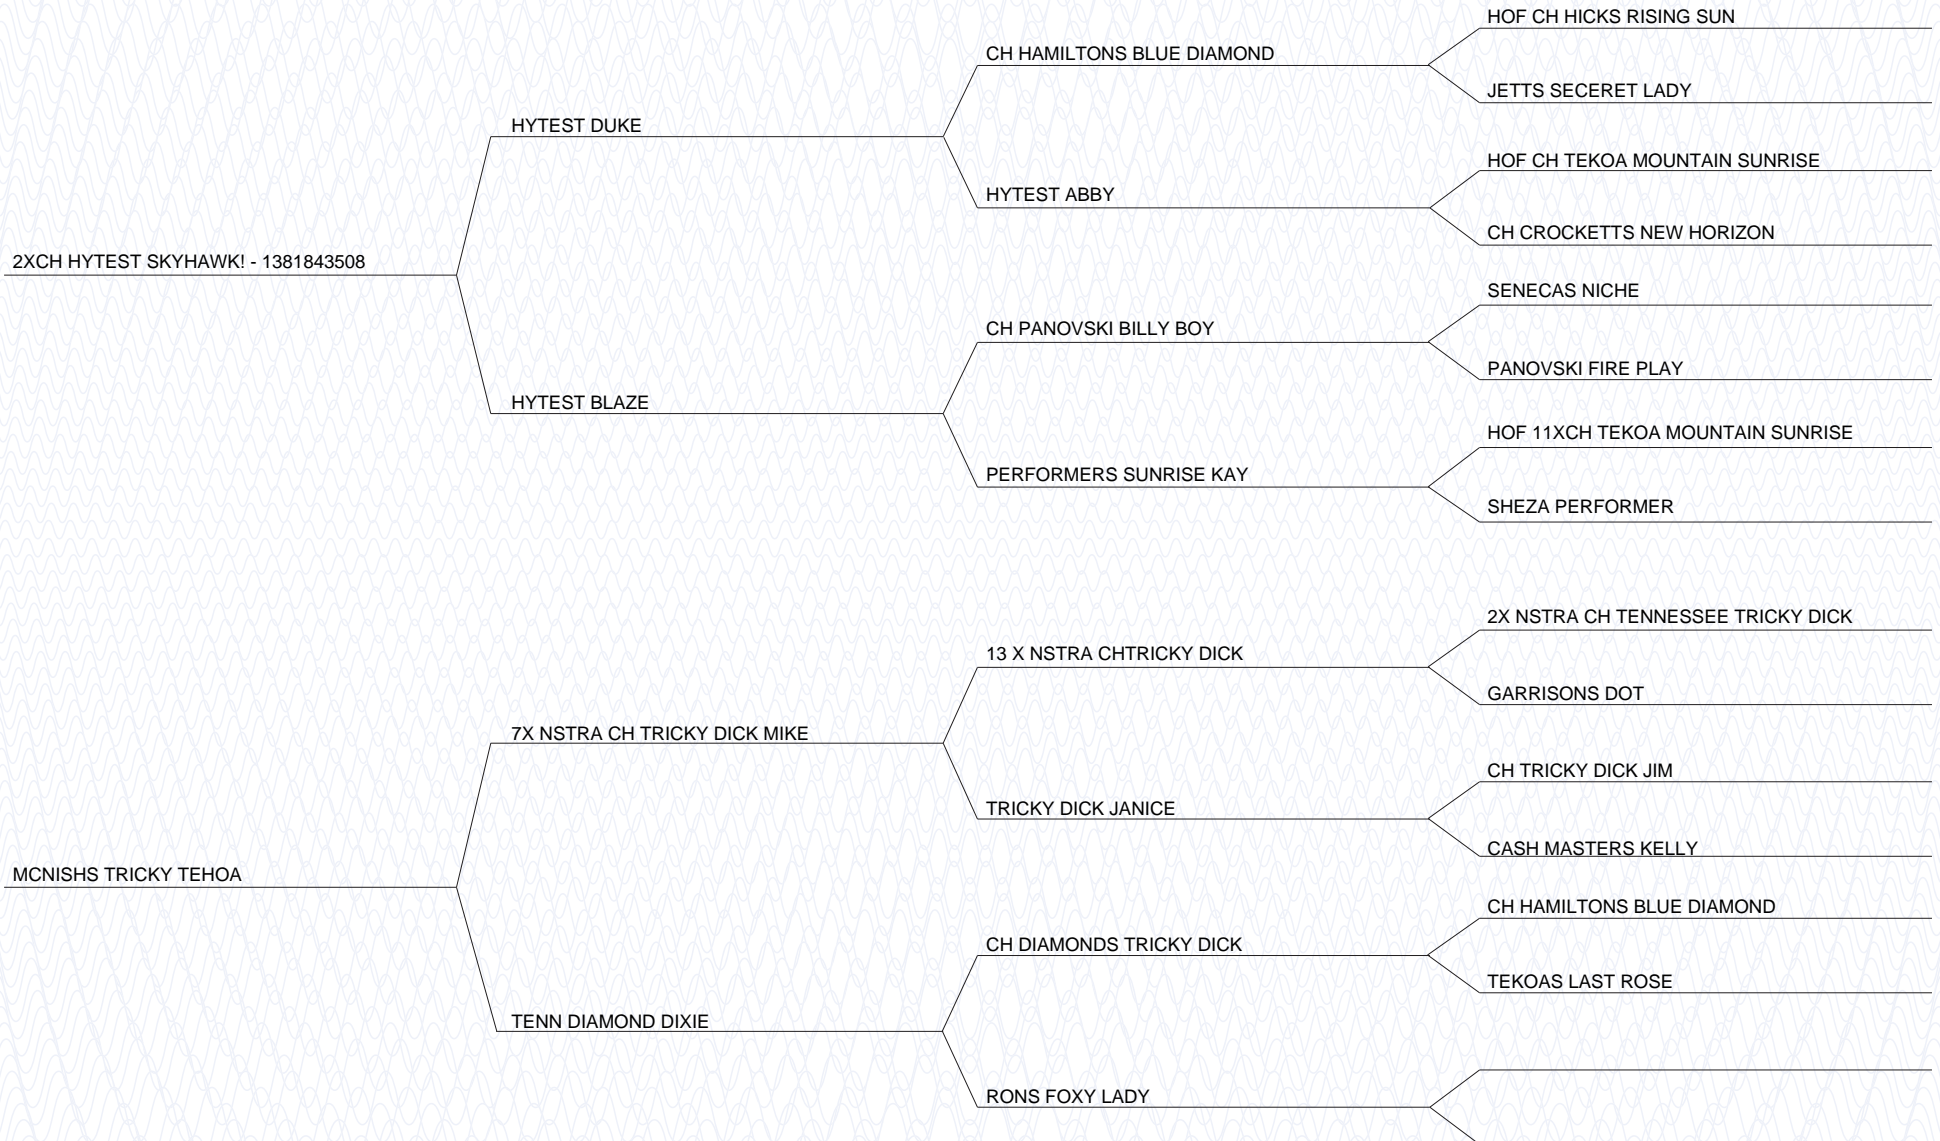 HOF CH HICKS RISING SUN
CH HAMILTONS BLUE DIAMOND
JETTS SECERET LADY
HYTEST DUKE
HOF CH TEKOA MOUNTAIN SUNRISE
HYTEST ABBY
CH CROCKETTS NEW HORIZON
2XCH HYTEST SKYHAWK! - 1381843508
SENECAS NICHE
CH PANOVSKI BILLY BOY
PANOVSKI FIRE PLAY
HYTEST BLAZE
HOF 11XCH TEKOA MOUNTAIN SUNRISE
PERFORMERS SUNRISE KAY
SHEZA PERFORMER
2X NSTRA CH TENNESSEE TRICKY DICK
13 X NSTRA CHTRICKY DICK
GARRISONS DOT
7X NSTRA CH TRICKY DICK MIKE
CH TRICKY DICK JIM
TRICKY DICK JANICE
CASH MASTERS KELLY
MCNISHS TRICKY TEHOA
CH HAMILTONS BLUE DIAMOND
CH DIAMONDS TRICKY DICK
TEKOAS LAST ROSE
TENN DIAMOND DIXIE
RONS FOXY LADY